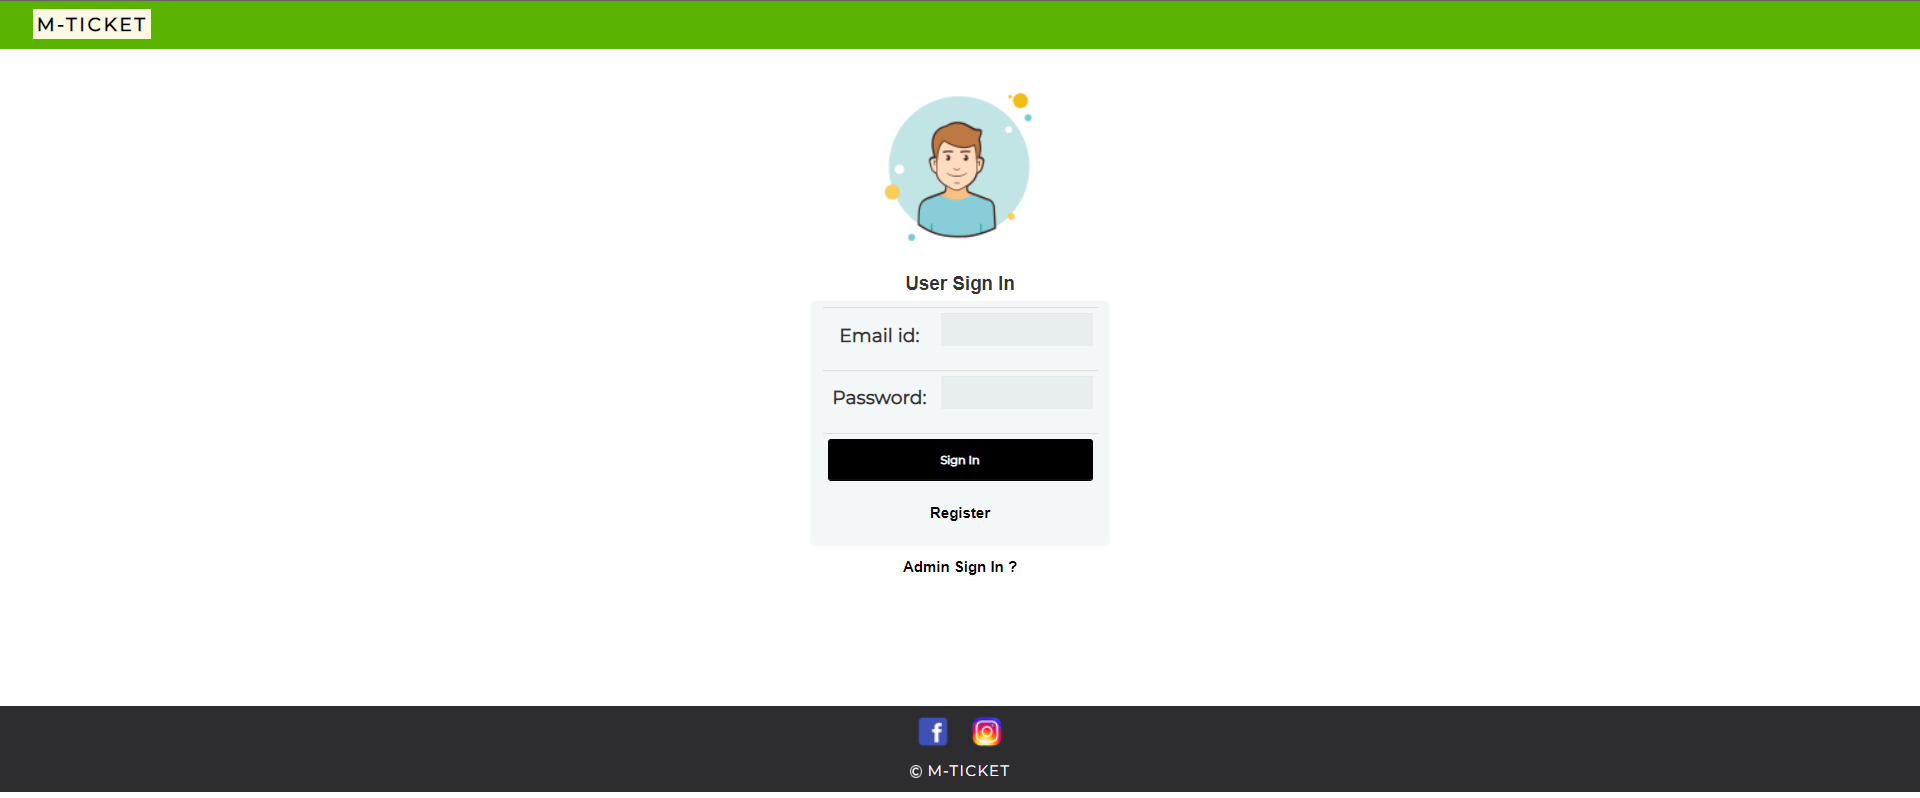 M-TICKET
User Sign In
Email id:
Password:
Sign In
Register
Admin Sign In ?
© M-TICKET